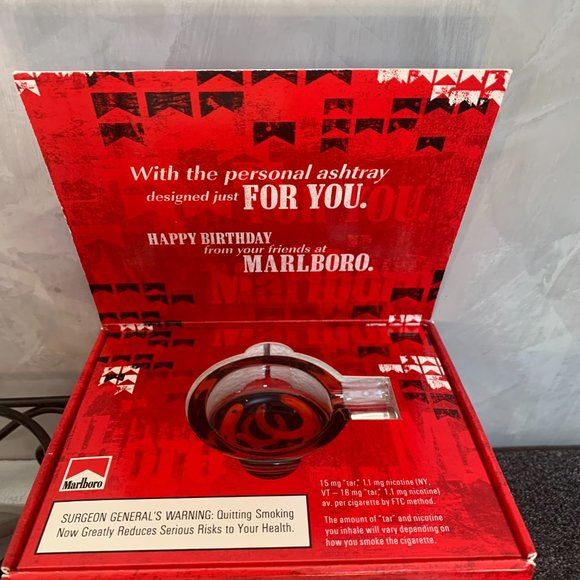 With the personal ashtray
designed just FOR YOU.
HAPPY BIRTHDAY
from your friends at
MARLBORO.
Marlboro
SURGEON GENERAL'S WARNING: Quitting Smoking
Now Greatly Reduces Serious Risks to Your Health.
15 mg "tar," 1.1 mg nicotine (NY,
VT – 16 mg "tar," 1.1 mg nicotine)
av. per cigarette by FTC method.
The amount of "tar" and nicotine
you inhale will vary depending on
how you smoke the cigarette.